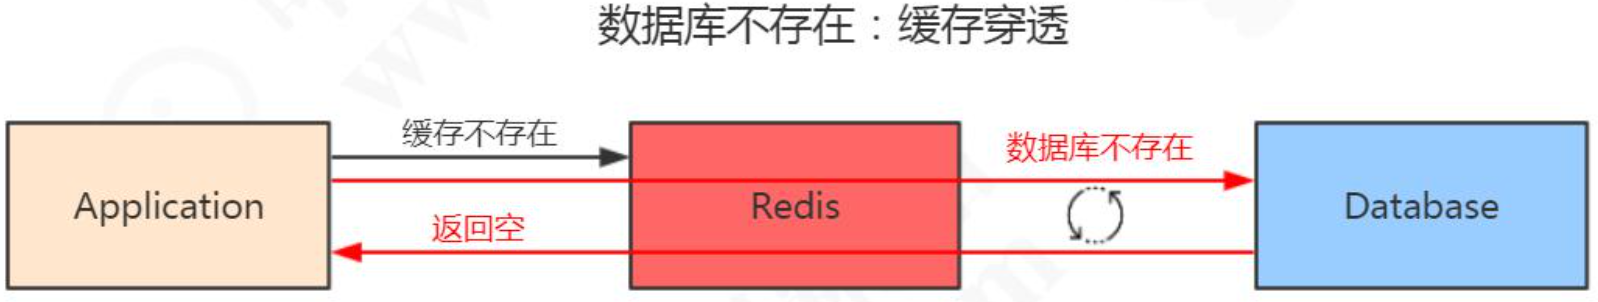 数据库不存在：缓存穿透
缓存不存在
数据库不存在
Application
Redis
Database
返回空